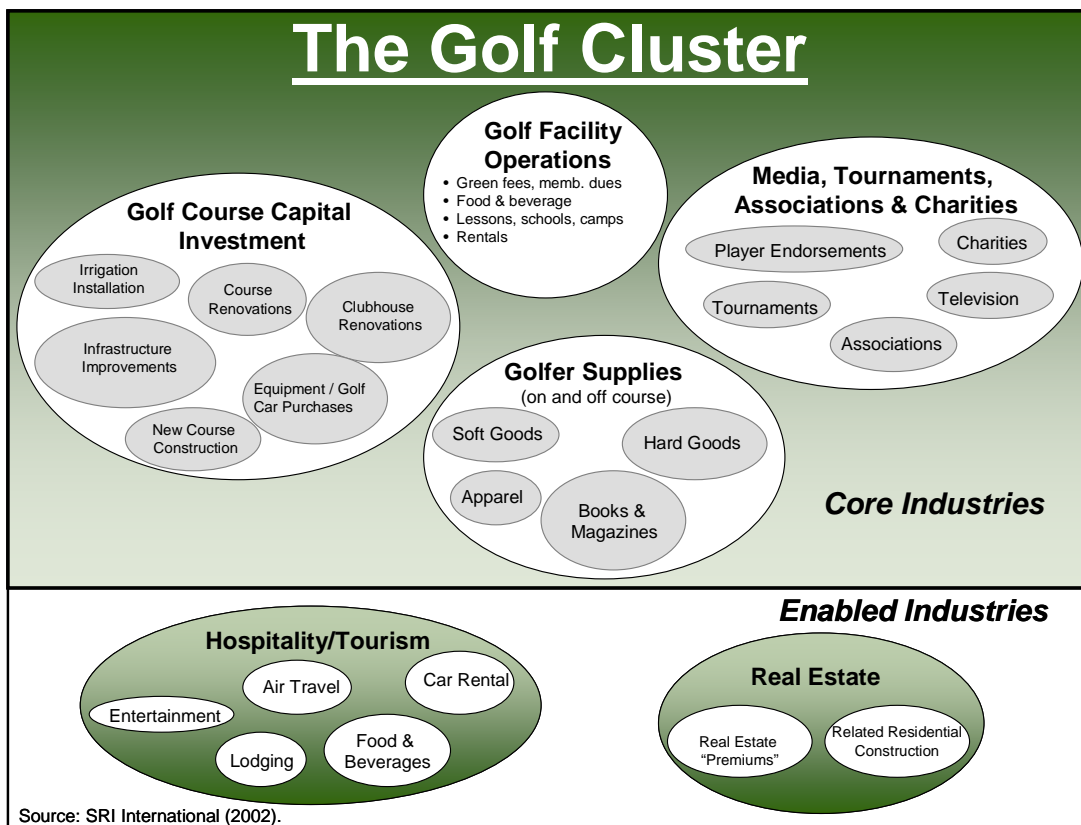 The Golf Cluster
Golf Facility
Operations
• Green fees, memb. dues
• Food & beverage
• Lessons, schools, camps
• Rentals
Golf Course Capital
Investment
Irrigation
Installation
Course
Renovations
Clubhouse
Renovations
Infrastructure
Improvements
Equipment / Golf
Car Purchases
New Course
Construction
Media, Tournaments,
Associations & Charities
Player Endorsements
Charities
Tournaments
Television
Associations
Golfer Supplies
(on and off course)
Soft Goods
Hard Goods
Apparel
Books &
Magazines
Core Industries
Enabled Industries
Hospitality/Tourism
Air Travel
Car Rental
Entertainment
Lodging
Food &
Beverages
Real Estate
Real Estate
“Premiums”
Related Residential
Construction
Source: SRI International (2002).